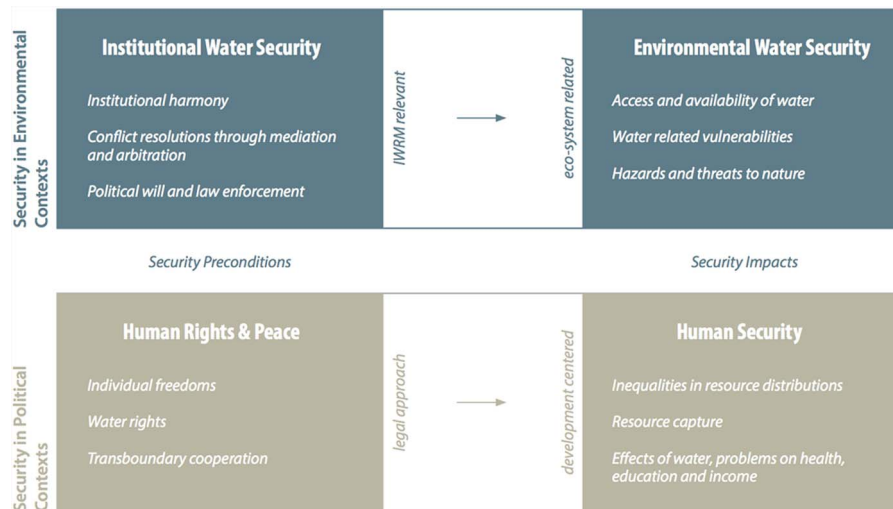 Security in Environmental
Contexts
Institutional Water Security
Institutional harmony
Conflict resolutions through mediation
and arbitration
Political will and law enforcement
IWRM relevant
eco-system related
Environmental Water Security
Access and availability of water
Water related vulnerabilities
Hazards and threats to nature
Security Preconditions
Security Impacts
Security in Political
Contexts
Human Rights & Peace
Individual freedoms
Water rights
Transboundary cooperation
legal approach
development centered
Human Security
Inequalities in resource distributions
Resource capture
Effects of water, problems on health,
education and income